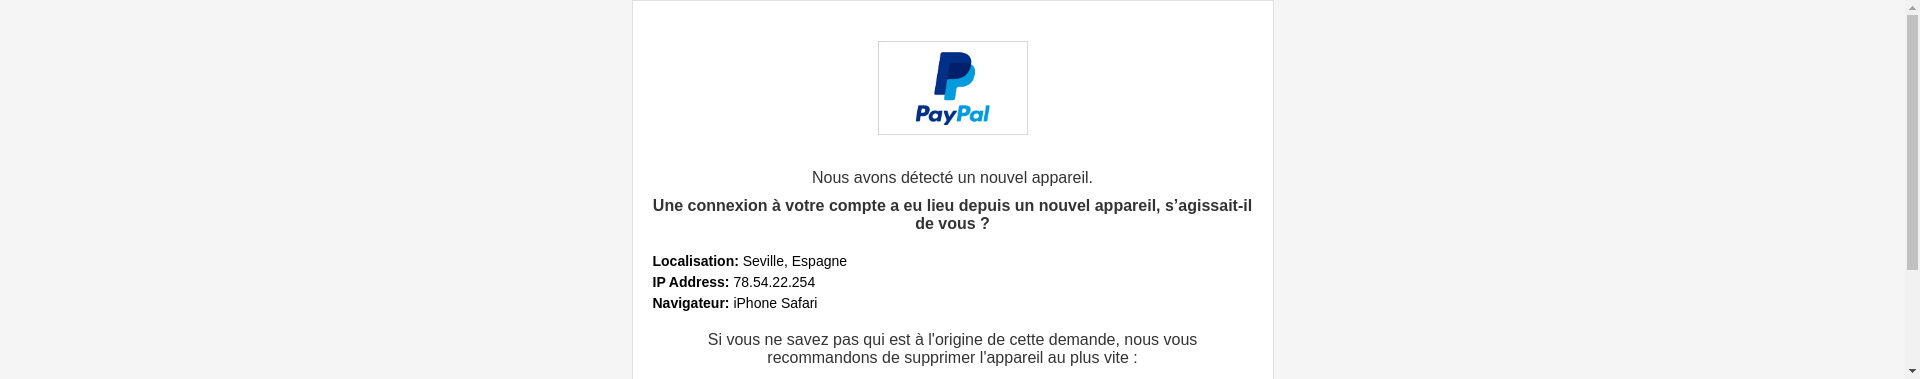 PayPal
Nous avons détecté un nouvel appareil.
Une connexion à votre compte a eu lieu depuis un nouvel appareil, s’agissait-il
de vous ?
Localisation: Seville, Espagne
IP Address: 78.54.22.254
Navigateur: iPhone Safari
Si vous ne savez pas qui est à l'origine de cette demande, nous vous
recommandons de supprimer l'appareil au plus vite :